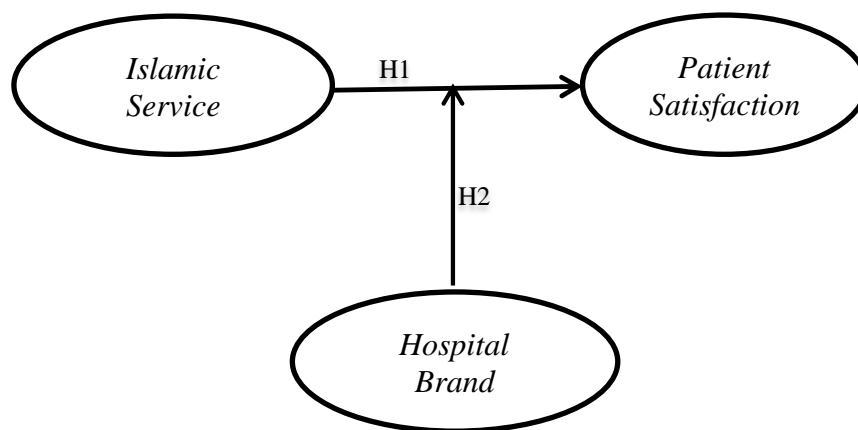 Islamic
Service
H1
Patient
Satisfaction
H2
Hospital
Brand